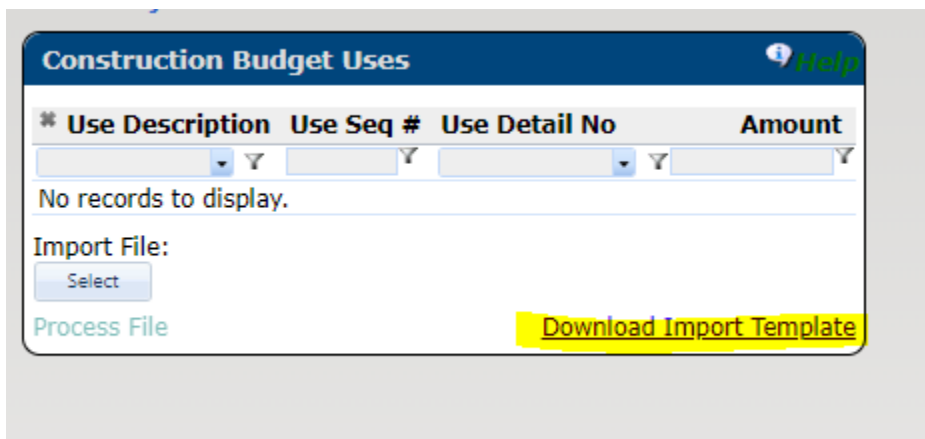 Construction Budget Uses Help
Use Description Use Seq # Use Detail No Amount
No records to display.
Import File:
Select
Process File Download Import Template